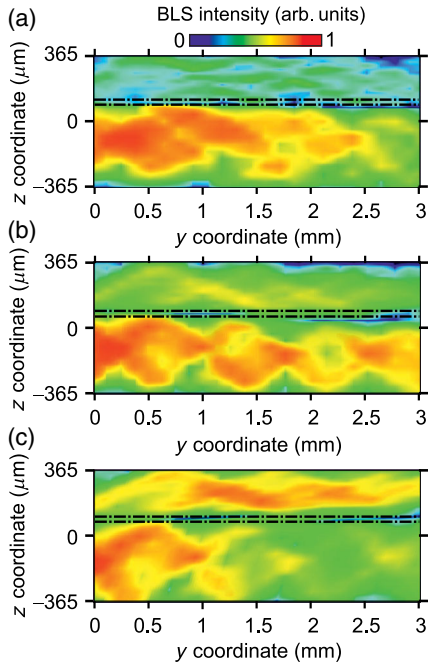 (a)
BLS intensity (arb. units)
0
1
365
0
−365
z coordinate (μm)
0 0.5 1 1.5 2 2.5 3
y coordinate (mm)
(b)
365
0
−365
z coordinate (μm)
0 0.5 1 1.5 2 2.5 3
y coordinate (mm)
(c)
365
0
−365
z coordinate (μm)
0 0.5 1 1.5 2 2.5 3
y coordinate (mm)